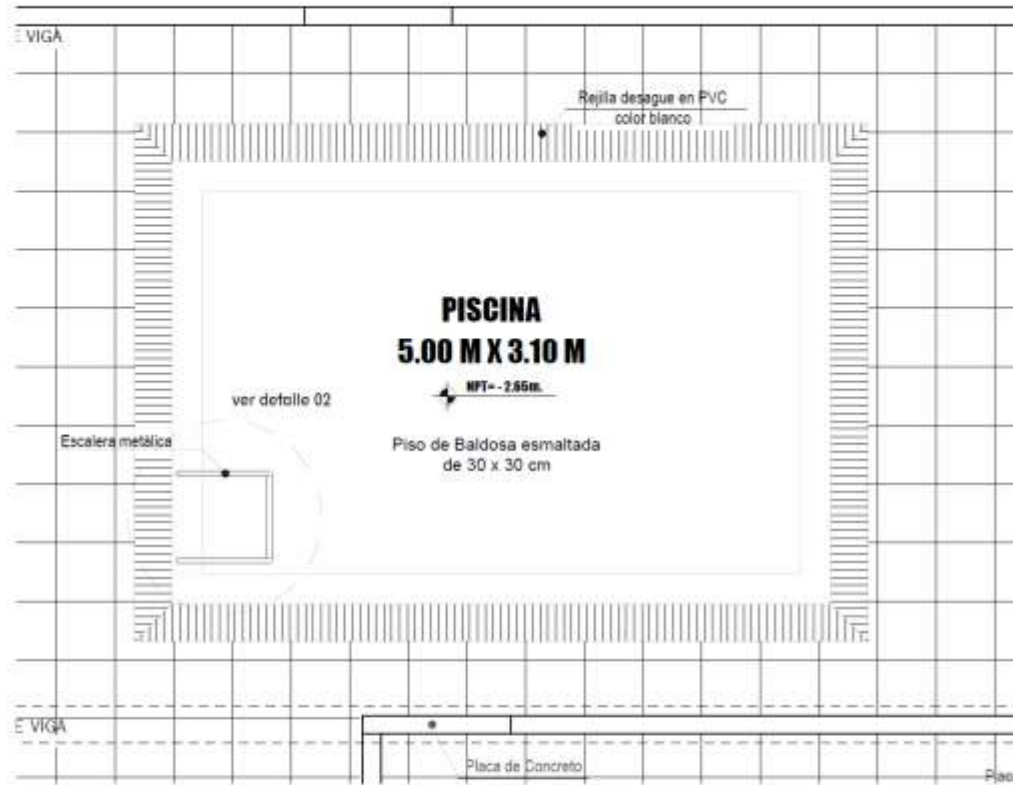 E VIGA
Rejilla desague en PVC
color blanco
PISCINA
5.00 M X 3.10 M
NPT= - 2.65m.
ver detalle 02
Escalera metálica
Piso de Baldosa esmaltada
de 30 x 30 cm
E VIGA
Placa de Concreto
Plac